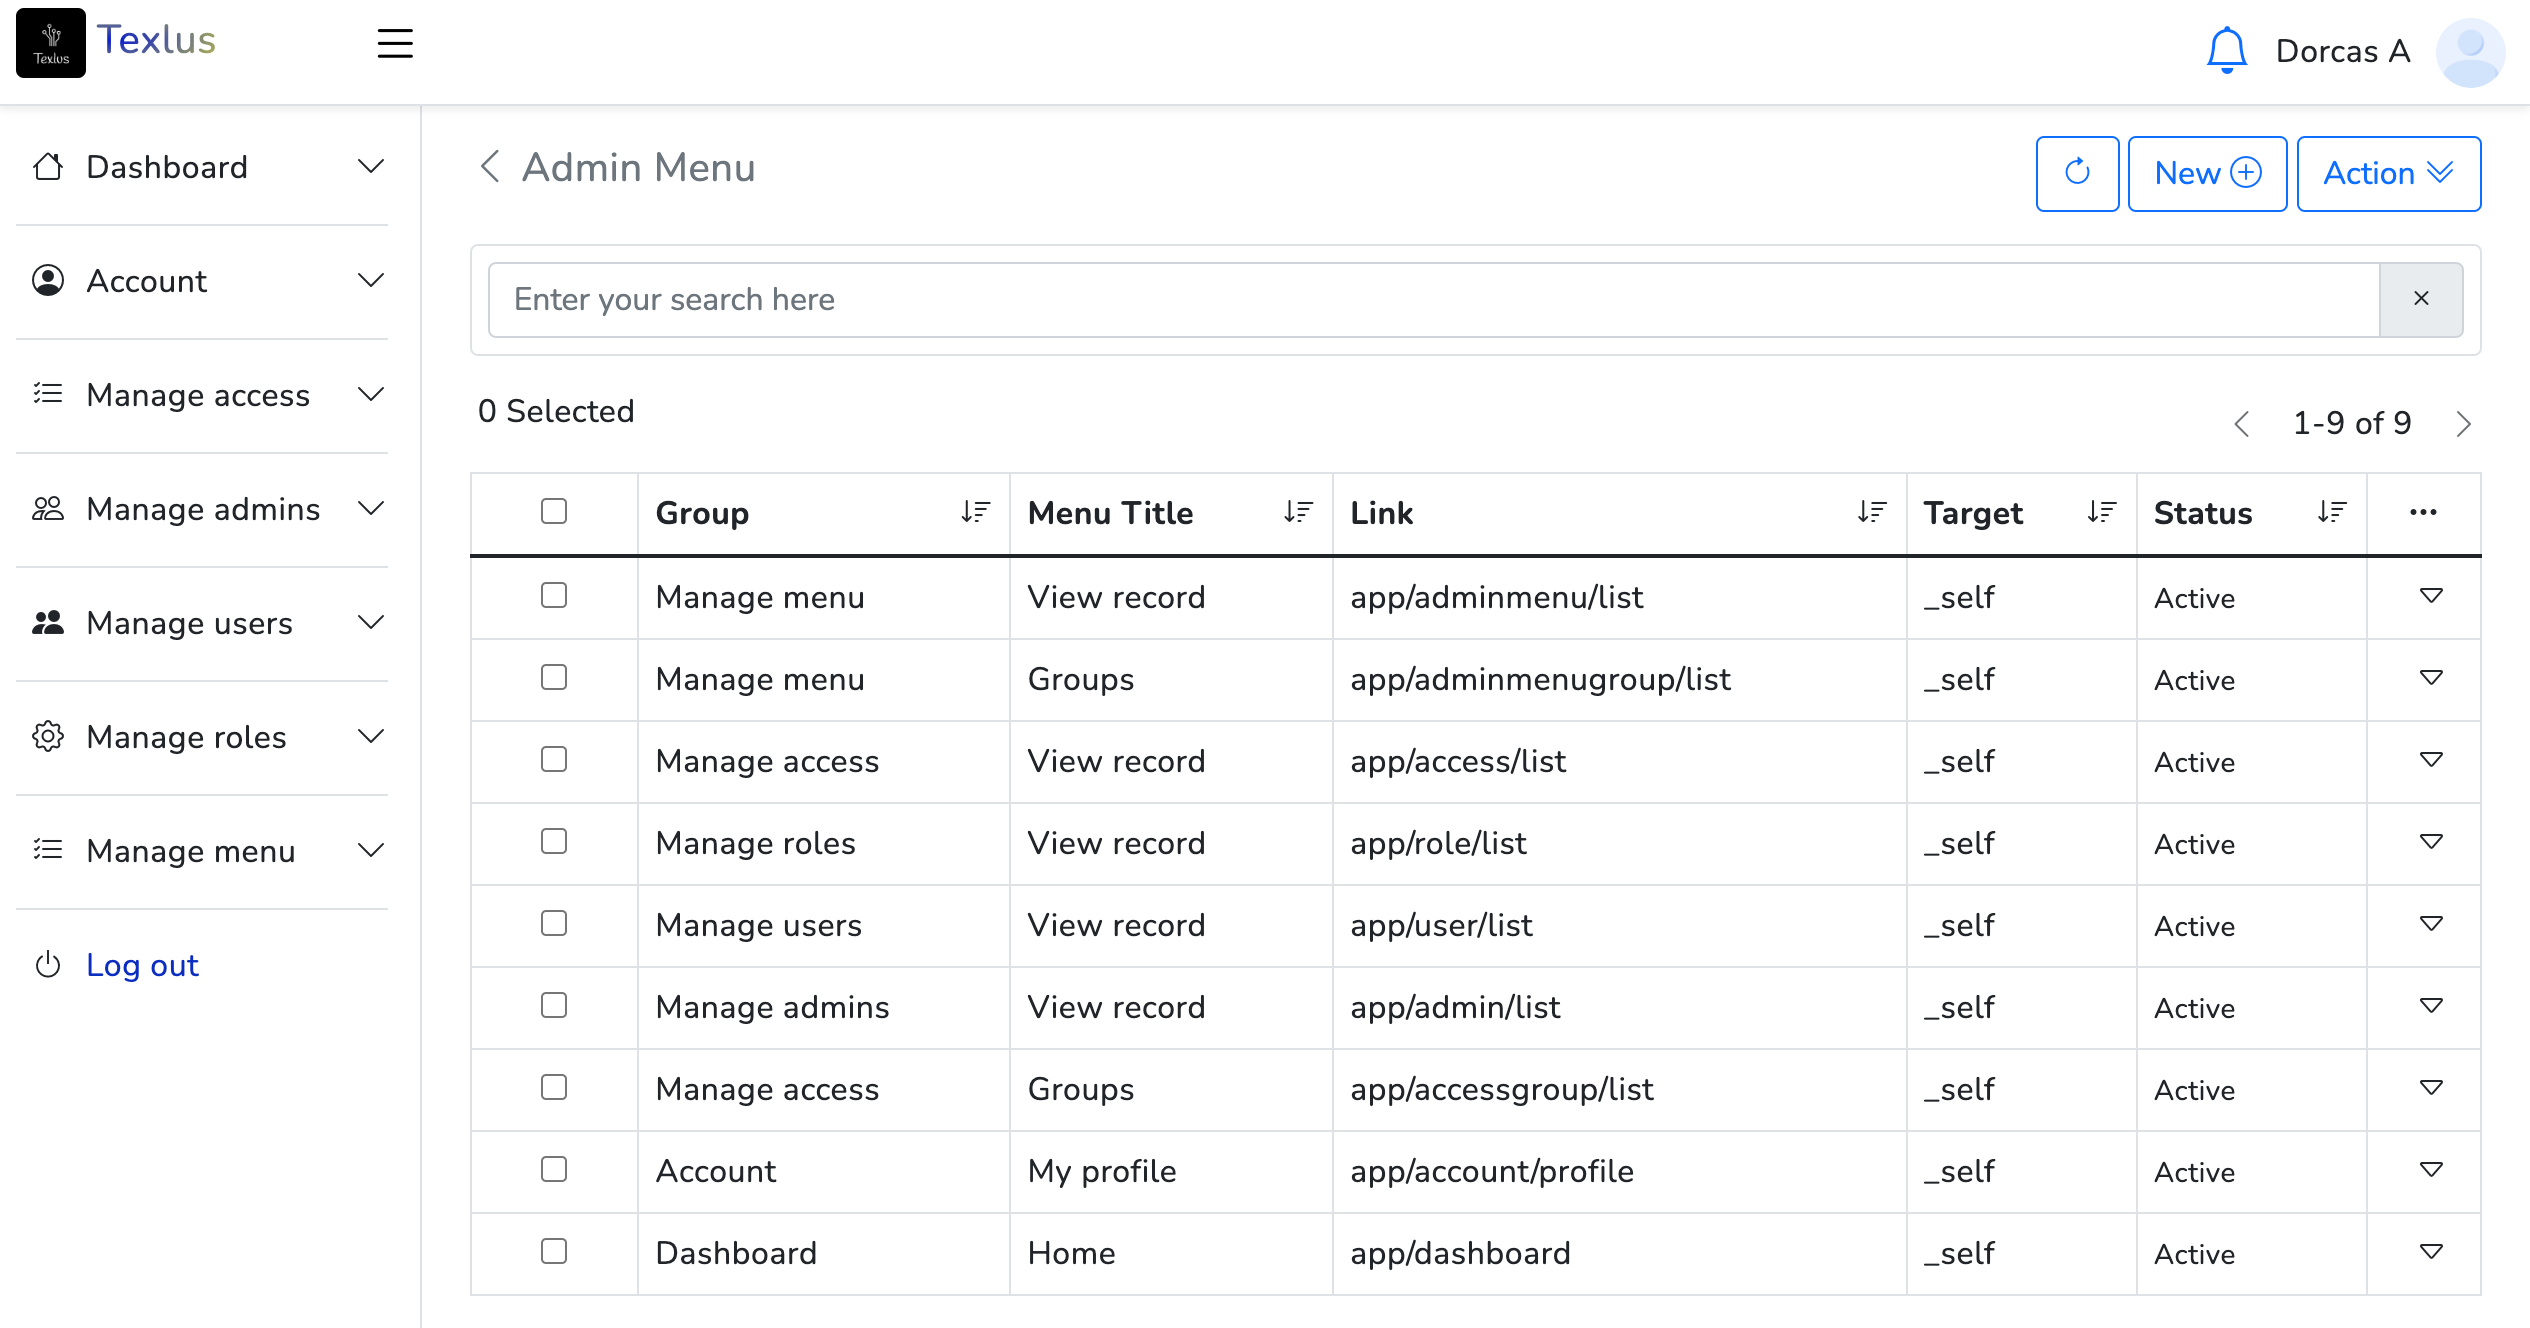 Texlus
Texlus
Dorcas A
Dashboard
Account
Manage access
Manage admins
Manage users
Manage roles
Manage menu
Log out
Admin Menu
New
Action
Enter your search here
0 Selected
1-9 of 9
Group Menu Title Link Target Status
Manage menu View record app/adminmenu/list _self Active
Manage menu Groups app/adminmenugroup/list _self Active
Manage access View record app/access/list _self Active
Manage roles View record app/role/list _self Active
Manage users View record app/user/list _self Active
Manage admins View record app/admin/list _self Active
Manage access Groups app/accessgroup/list _self Active
Account My profile app/account/profile _self Active
Dashboard Home app/dashboard _self Active